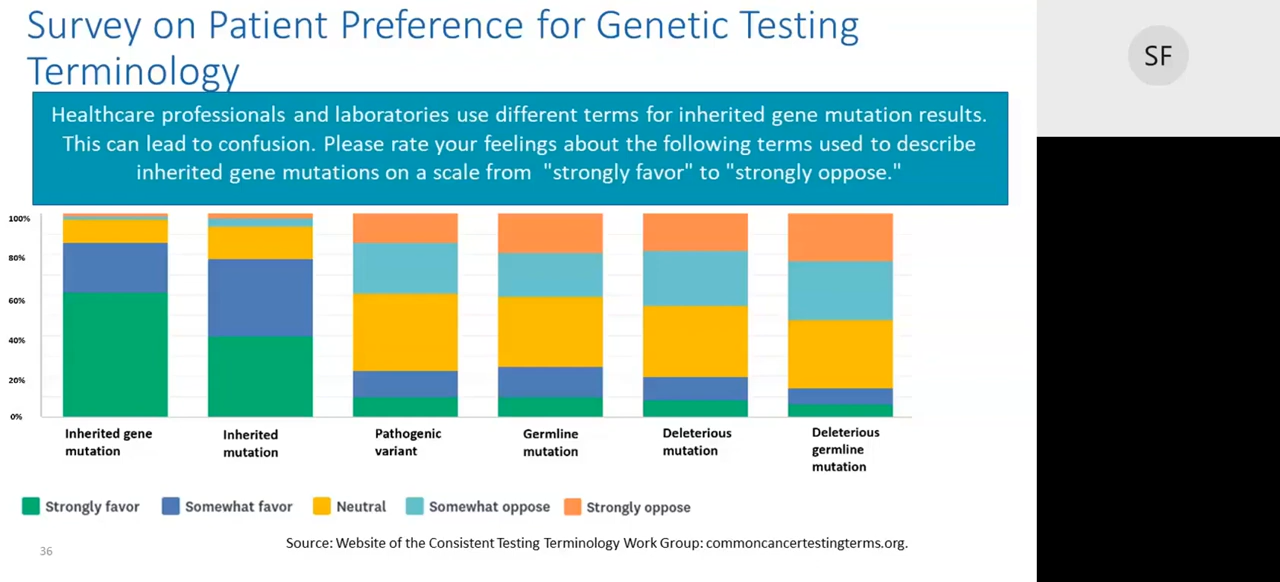 Survey on Patient Preference for Genetic Testing
Terminology
SF
Healthcare professionals and laboratories use different terms for inherited gene mutation results.
This can lead to confusion. Please rate your feelings about the following terms used to describe
inherited gene mutations on a scale from "strongly favor" to "strongly oppose."
100%
80%
60%
40%
20%
0%
Inherited gene
mutation
Inherited
mutation
Pathogenic
variant
Germline
mutation
Deleterious
mutation
Deleterious
germline
mutation
Strongly favor
Somewhat favor
Neutral
Somewhat oppose
Strongly oppose
Source: Website of the Consistent Testing Terminology Work Group: commoncancertestingterms.org.
36